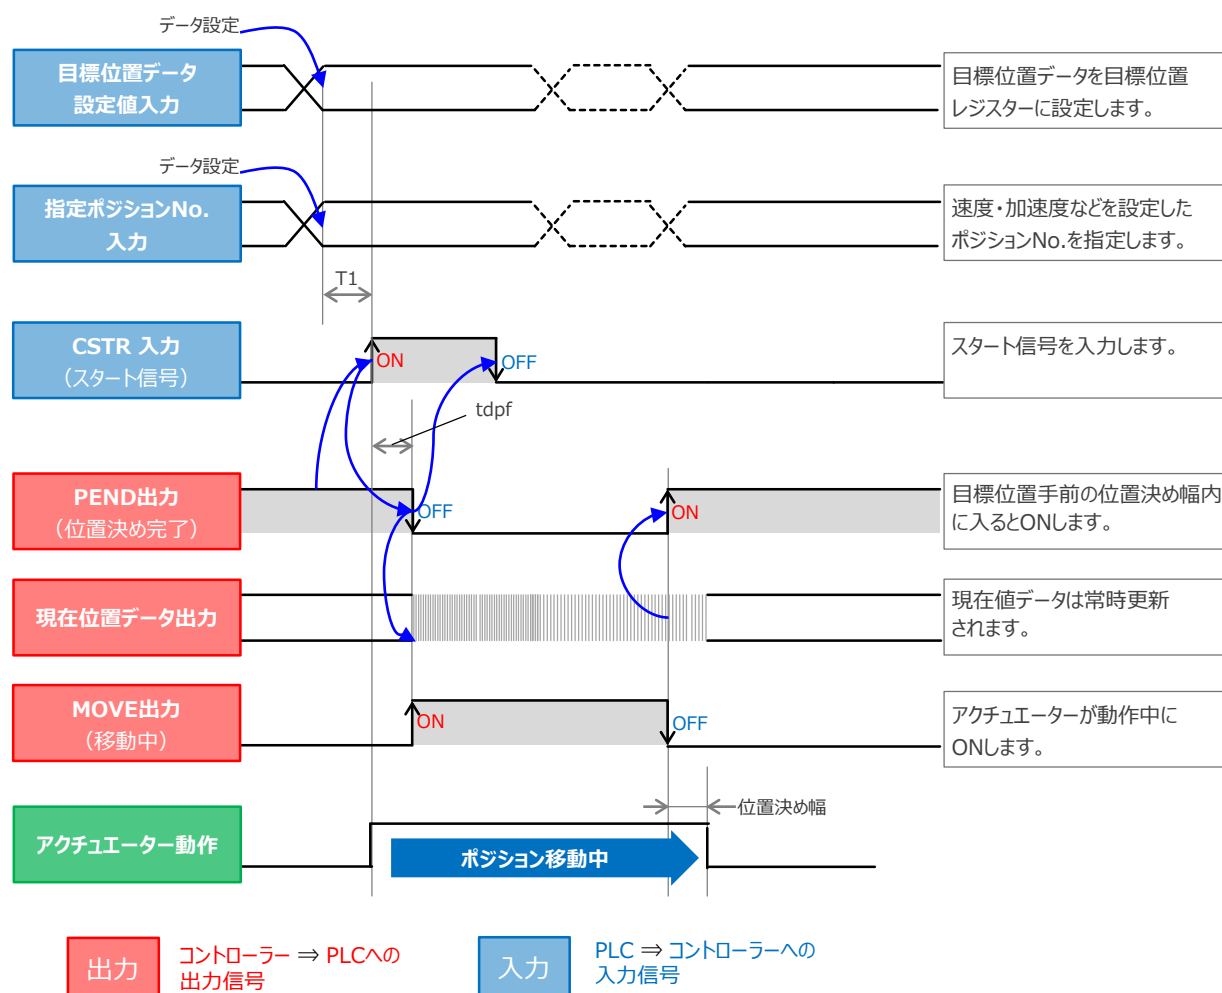 データ設定
目標位置データ
設定値入力
目標位置データを目標位置
レジスターに設定します。
データ設定
指定ポジションNo.
入力
速度・加速度などを設定した
ポジションNo.を指定します。
T1
CSTR 入力
（スタート信号）
ON
OFF
スタート信号を入力します。
tdpf
PEND出力
（位置決め完了）
OFF
ON
目標位置手前の位置決め幅内
に入るとONします。
現在位置データ出力
現在値データは常時更新
されます。
MOVE出力
（移動中）
ON
OFF
アクチュエーターが動作中に
ONします。
位置決め幅
アクチュエーター動作
ポジション移動中
出力
コントローラー ⇒ PLCへの
出力信号
入力
PLC ⇒ コントローラーへの
入力信号